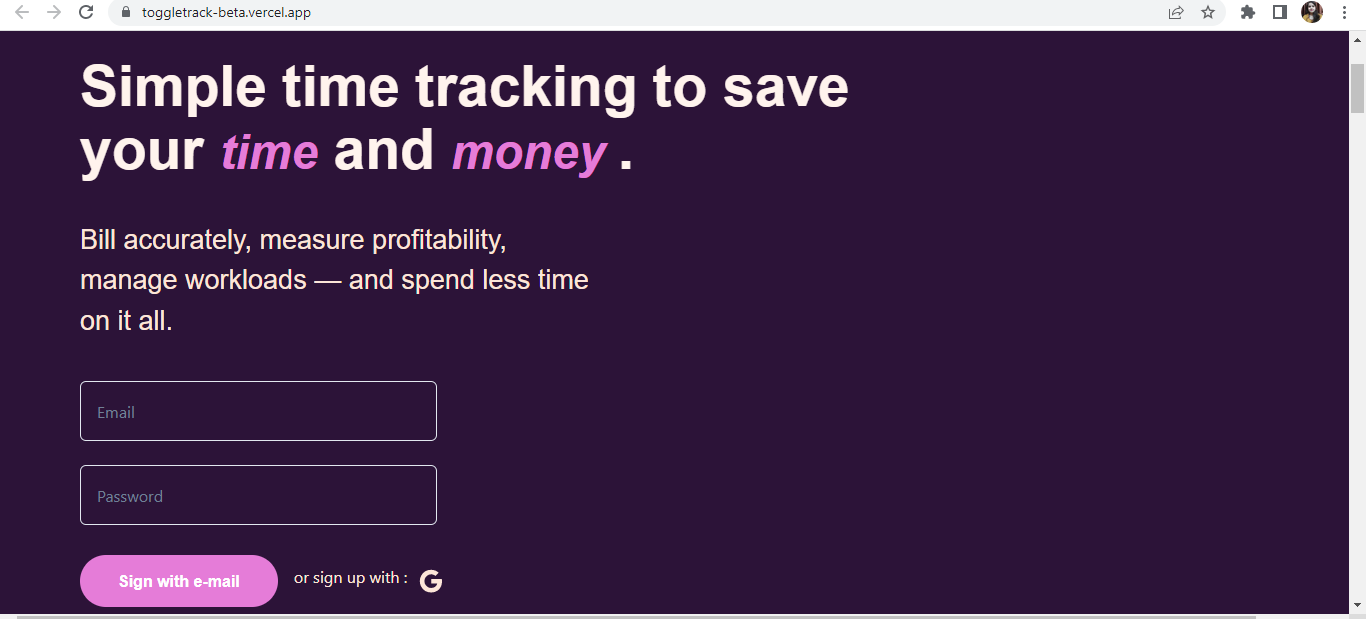 toggletrack-beta.vercel.app
Simple time tracking to save
your time and money .
Bill accurately, measure profitability,
manage workloads — and spend less time
on it all.
Email
Password
Sign with e-mail
or sign up with :